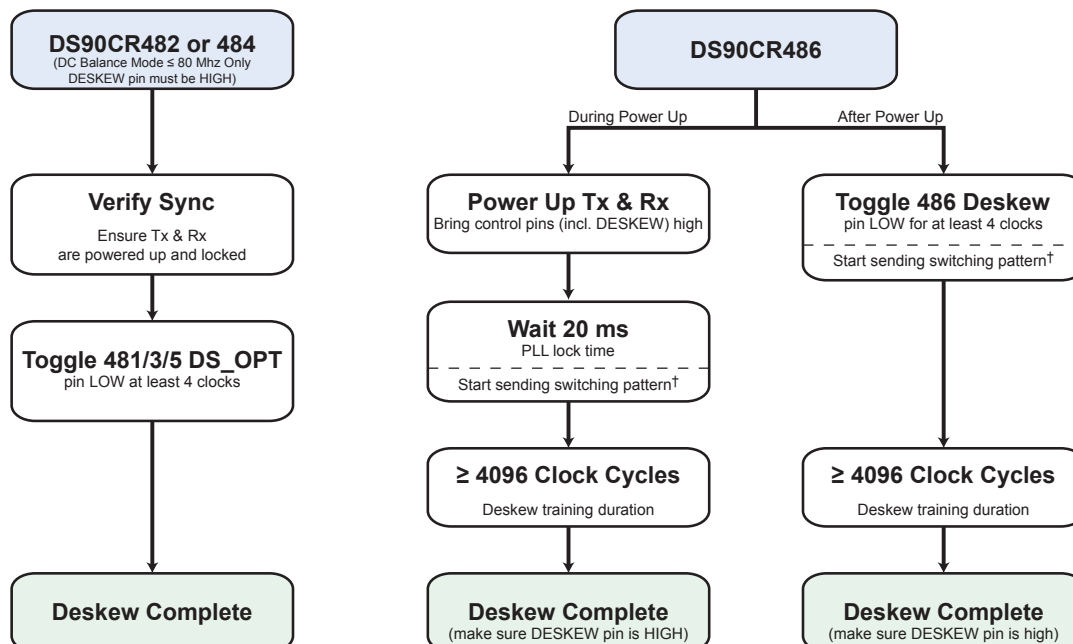 DS90CR482 or 484
(DC Balance Mode ≤ 80 Mhz Only
DESKEW pin must be HIGH)
Verify Sync
Ensure Tx & Rx
are powered up and locked
Toggle 481/3/5 DS_OPT
pin LOW at least 4 clocks
Deskew Complete
DS90CR486
During Power Up
After Power Up
Power Up Tx & Rx
Bring control pins (incl. DESKEW) high
Wait 20 ms
PLL lock time
Start sending switching pattern†
≥ 4096 Clock Cycles
Deskew training duration
Deskew Complete
(make sure DESKEW pin is HIGH)
Toggle 486 Deskew
pin LOW for at least 4 clocks
Start sending switching pattern†
≥ 4096 Clock Cycles
Deskew training duration
Deskew Complete
(make sure DESKEW pin is high)